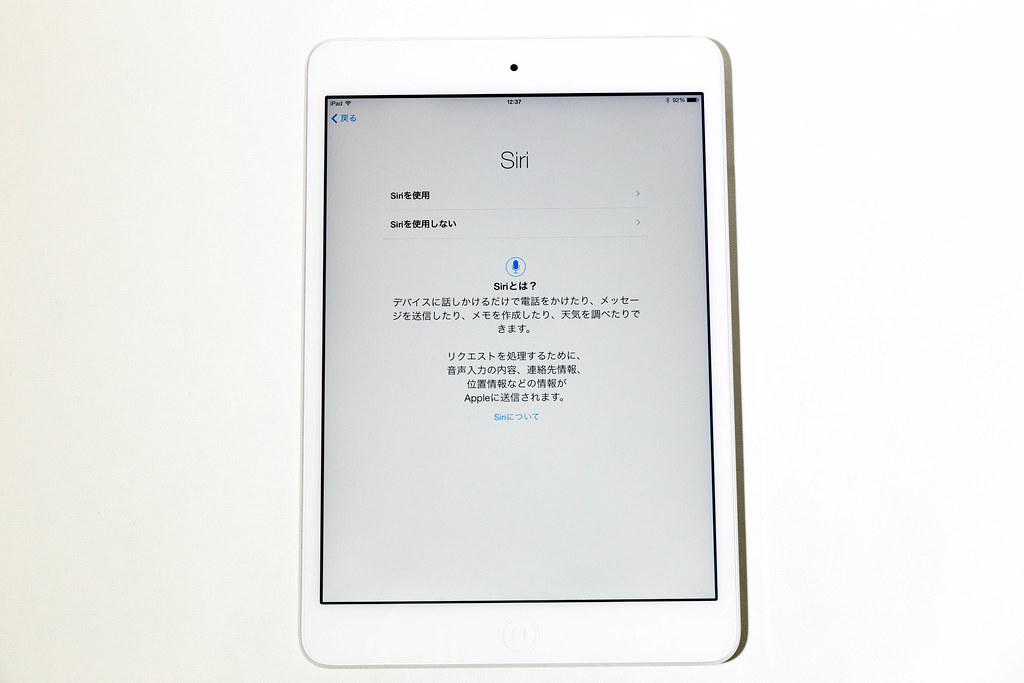 iPad 12:37 92%
戻る
Siri
Siriを使用
Siriを使用しない
Siriとは？
デバイスに話しかけるだけで電話をかけたり、メッセー
ジを送信したり、メモを作成したり、天気を調べたりで
きます。
リクエストを処理するために、
音声入力の内容、連絡先情報、
位置情報などの情報が
Appleに送信されます。
Siriについて